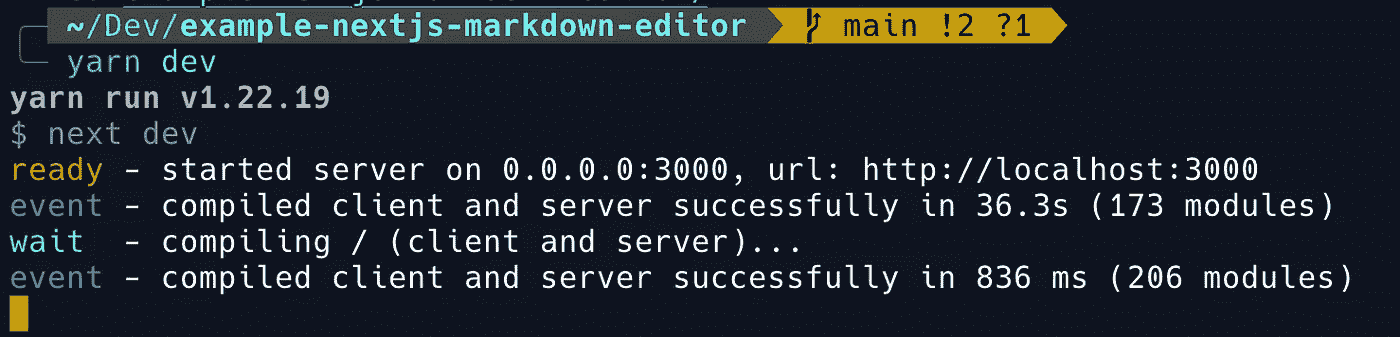 ~/Dev/example-nextjs-markdown-editor main !2 ?1
yarn dev
yarn run v1.22.19
$ next dev
ready - started server on 0.0.0.0:3000, url: http://localhost:3000
event - compiled client and server successfully in 36.3s (173 modules)
wait  - compiling / (client and server)...
event - compiled client and server successfully in 836 ms (206 modules)